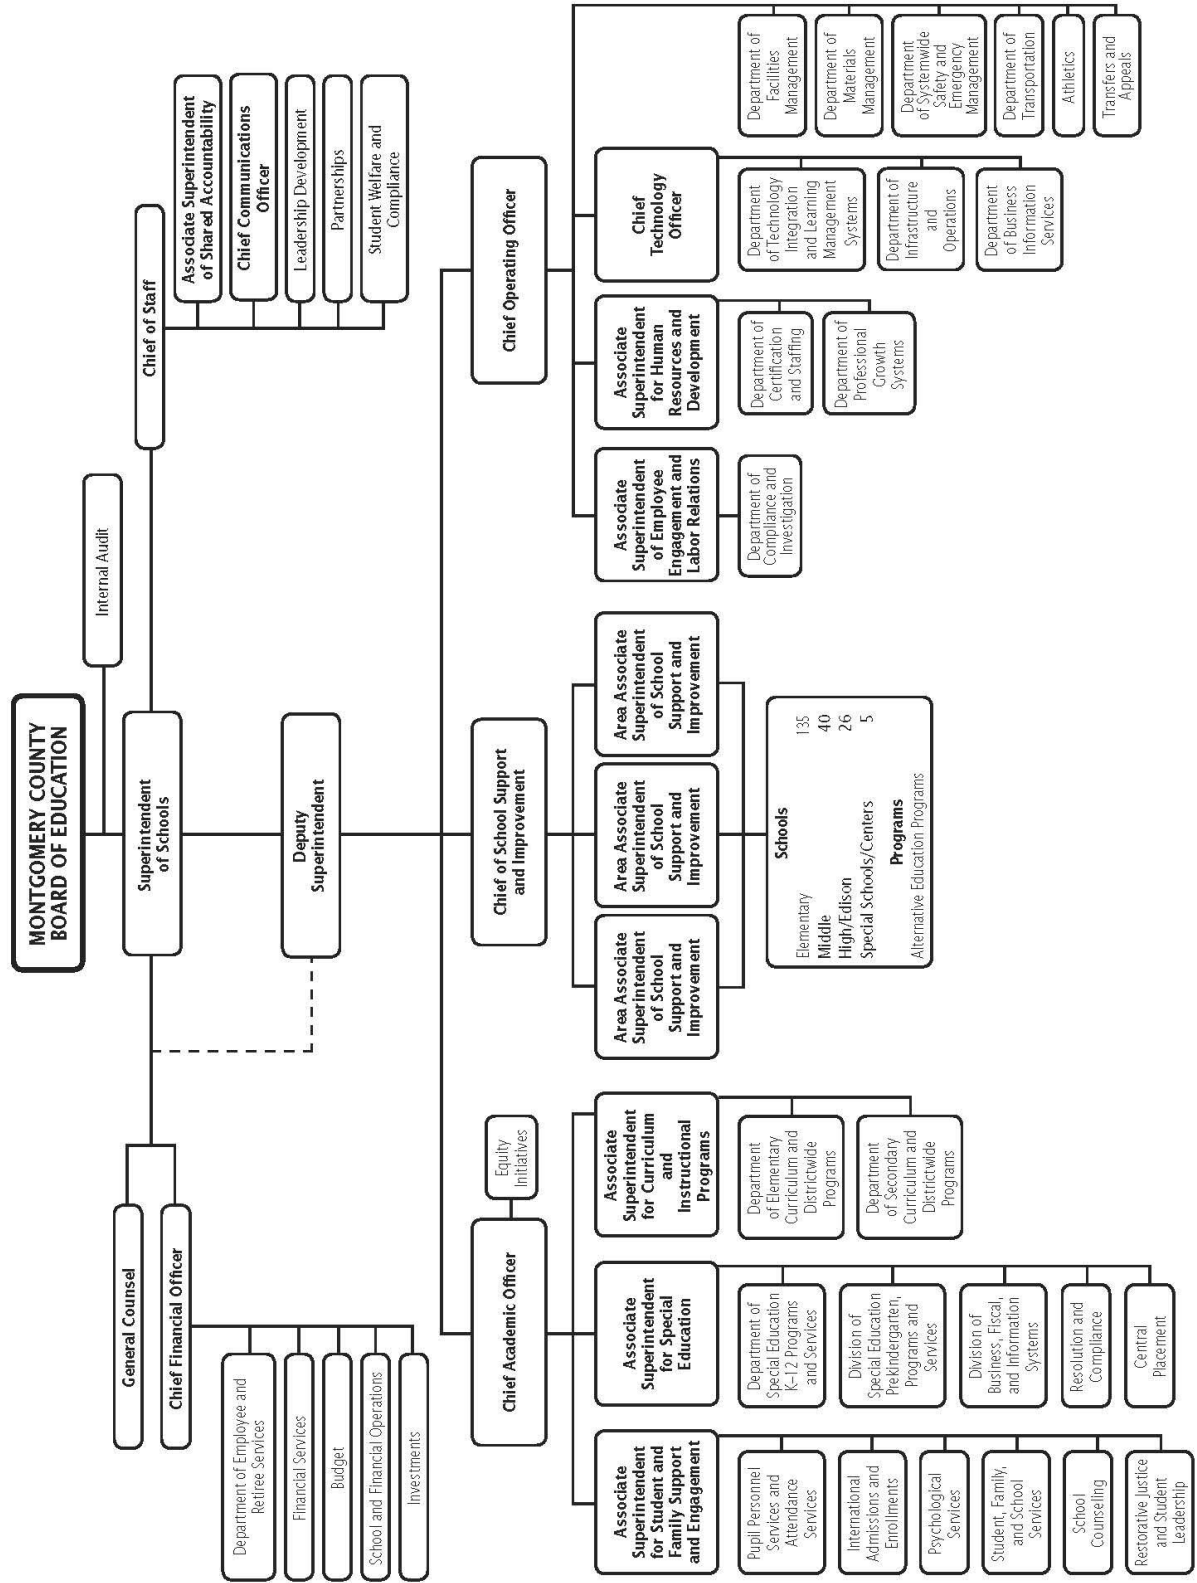 MONTGOMERY COUNTY
BOARD OF EDUCATION
Internal Audit
Superintendent
of Schools
Chief of Staff
Associate Superintendent
of Shared Accountability
Chief Communications
Officer
Leadership Development
Partnerships
Student Welfare and
Compliance
General Counsel
Chief Financial Officer
Department of Employee and
Retiree Services
Financial Services
Budget
School and Financial Operations
Investments
Deputy
Superintendent
Chief Academic Officer
Equity
Initiatives
Chief of School Support
and Improvement
Chief Operating Officer
Associate
Superintendent
for Student and
Family Support
and Engagement
Pupil Personnel
Services and
Attendance
Services
International
Admissions and
Enrollments
Psychological
Services
Student, Family,
and School
Services
School
Counseling
Restorative Justice
and Student
Leadership
Associate
Superintendent
for Special
Education
Department of
Special Education
K–12 Programs
and Services
Division of
Special Education
Prekindergarten,
Programs and
Services
Division of
Business, Fiscal,
and Information
Systems
Resolution and
Compliance
Central
Placement
Associate
Superintendent
for Curriculum
and
Instructional
Programs
Department
of Elementary
Curriculum and
Districtwide
Programs
Department
of Secondary
Curriculum and
Districtwide
Programs
Area Associate
Superintendent
of School
Support and
Improvement
Area Associate
Superintendent
of School
Support and
Improvement
Area Associate
Superintendent
of School
Support and
Improvement
Schools
Elementary 135
Middle 40
High/Edison 26
Special Schools/Centers 5
Programs
Alternative Education Programs
Associate
Superintendent
of Employee
Engagement and
Labor Relations
Department of
Compliance and
Investigation
Associate
Superintendent
for Human
Resources and
Development
Department of
Certification
and Staffing
Department of
Professional
Growth
Systems
Chief
Technology
Officer
Department
of Technology
Integration
and Learning
Management
Systems
Department of
Infrastructure
and
Operations
Department
of Business
Information
Services
Department of
Facilities
Management
Department of
Materials
Management
Department
of Systemwide
Safety and
Emergency
Management
Department of
Transportation
Athletics
Transfers and
Appeals